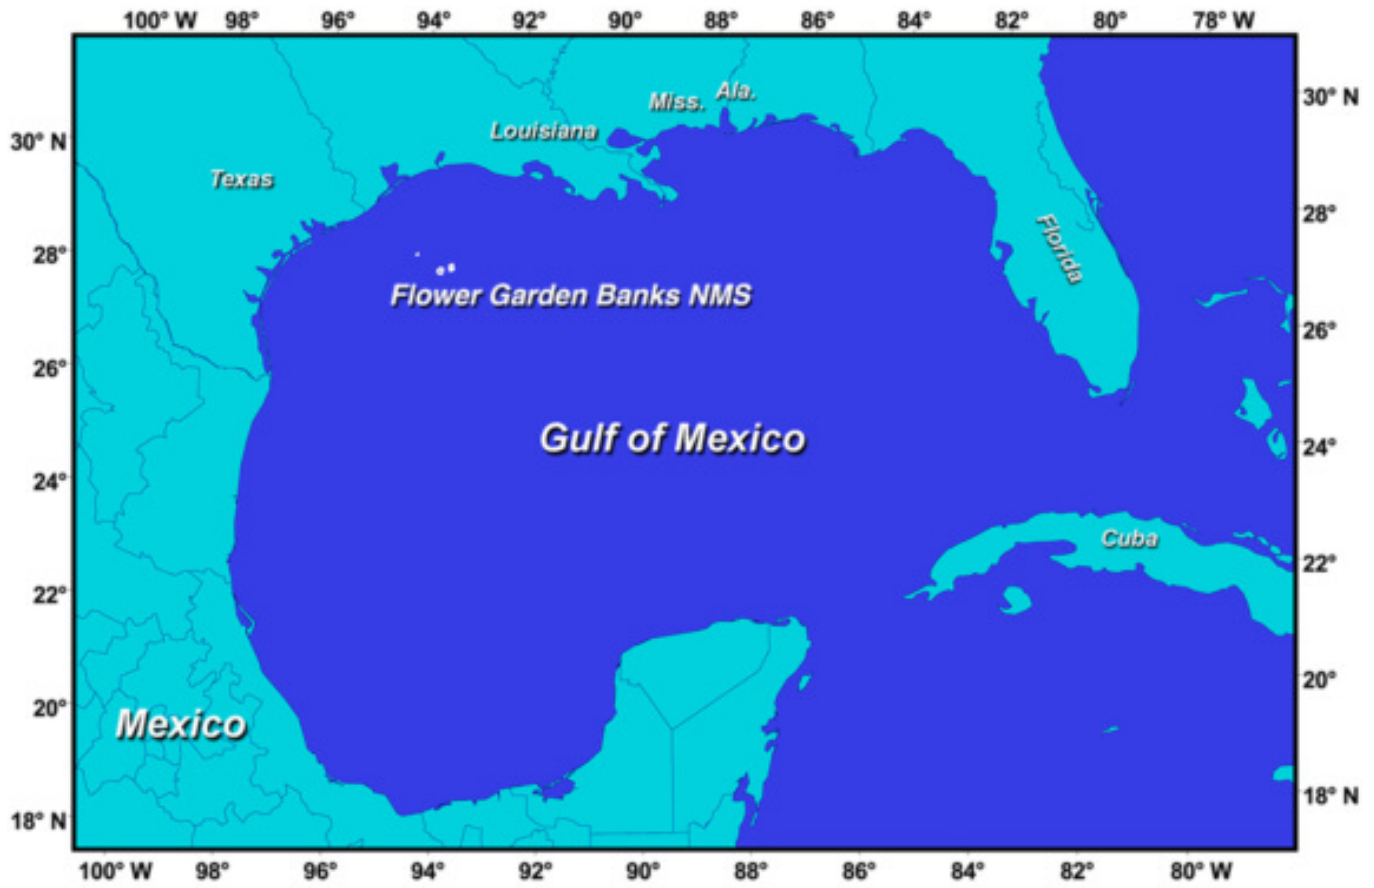 100° W 98° 96° 94° 92° 90° 88° 86° 84° 82° 80° 78° W
30° N
28°
26°
24°
22°
20°
18° N
30° N
28°
26°
24°
22°
20°
18° N
Miss. Ala.
Louisiana
Texas
Florida
Flower Garden Banks NMS
Gulf of Mexico
Cuba
Mexico
100° W 98° 96° 94° 92° 90° 88° 86° 84° 82° 80° W